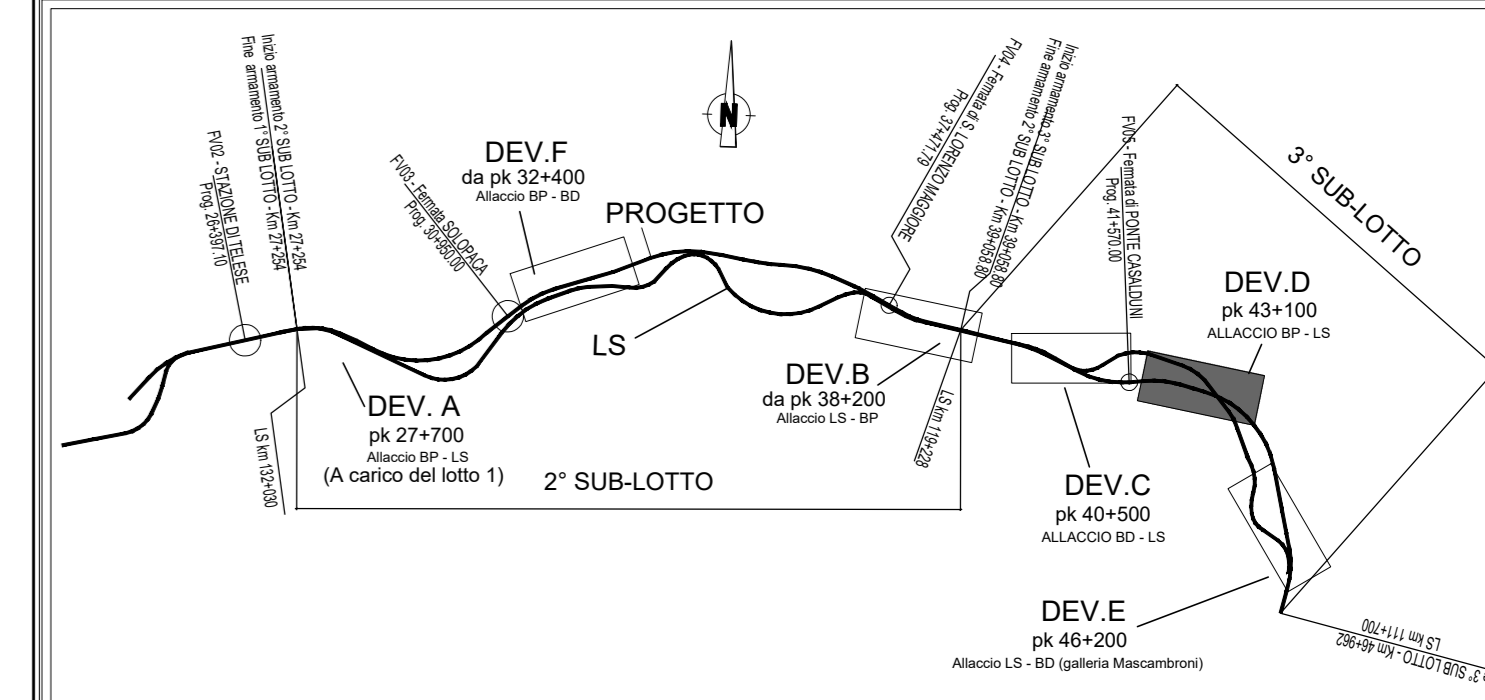 Inizio armamento 2° SUB LOTTO - Km 27+254
Fine armamento 1° SUB LOTTO - Km 27+254
FV02 - STAZIONE DI TELESE
Prog. 26+397.10
FV03 - Fermata SOLOPACA
Prog. 30+950.00
DEV.F
da pk 32+400
Allaccio BP - BD
PROGETTO
N
FV04 - Fermata di S. LORENZO MAGGIORE
Prog. 37+471.79
Inizio armamento 3° SUB LOTTO - Km 39+058.80
Fine armamento 2° SUB LOTTO - Km 39+058.80
FV05 - Fermata di PONTE CASALDUNI
Prog. 41+570.00
3° SUB-LOTTO
DEV.D
pk 43+100
ALLACCIO BP - LS
LS
DEV.B
da pk 38+200
Allaccio LS - BP
DEV. A
pk 27+700
Allaccio BP - LS
(A carico del lotto 1)
LS km 132+030
2° SUB-LOTTO
LS km 119+228
DEV.C
pk 40+500
ALLACCIO BD - LS
DEV.E
pk 46+200
Allaccio LS - BD (galleria Mascambroni)
LS km 111+700
3° SUB LOTTO - Km 46+962